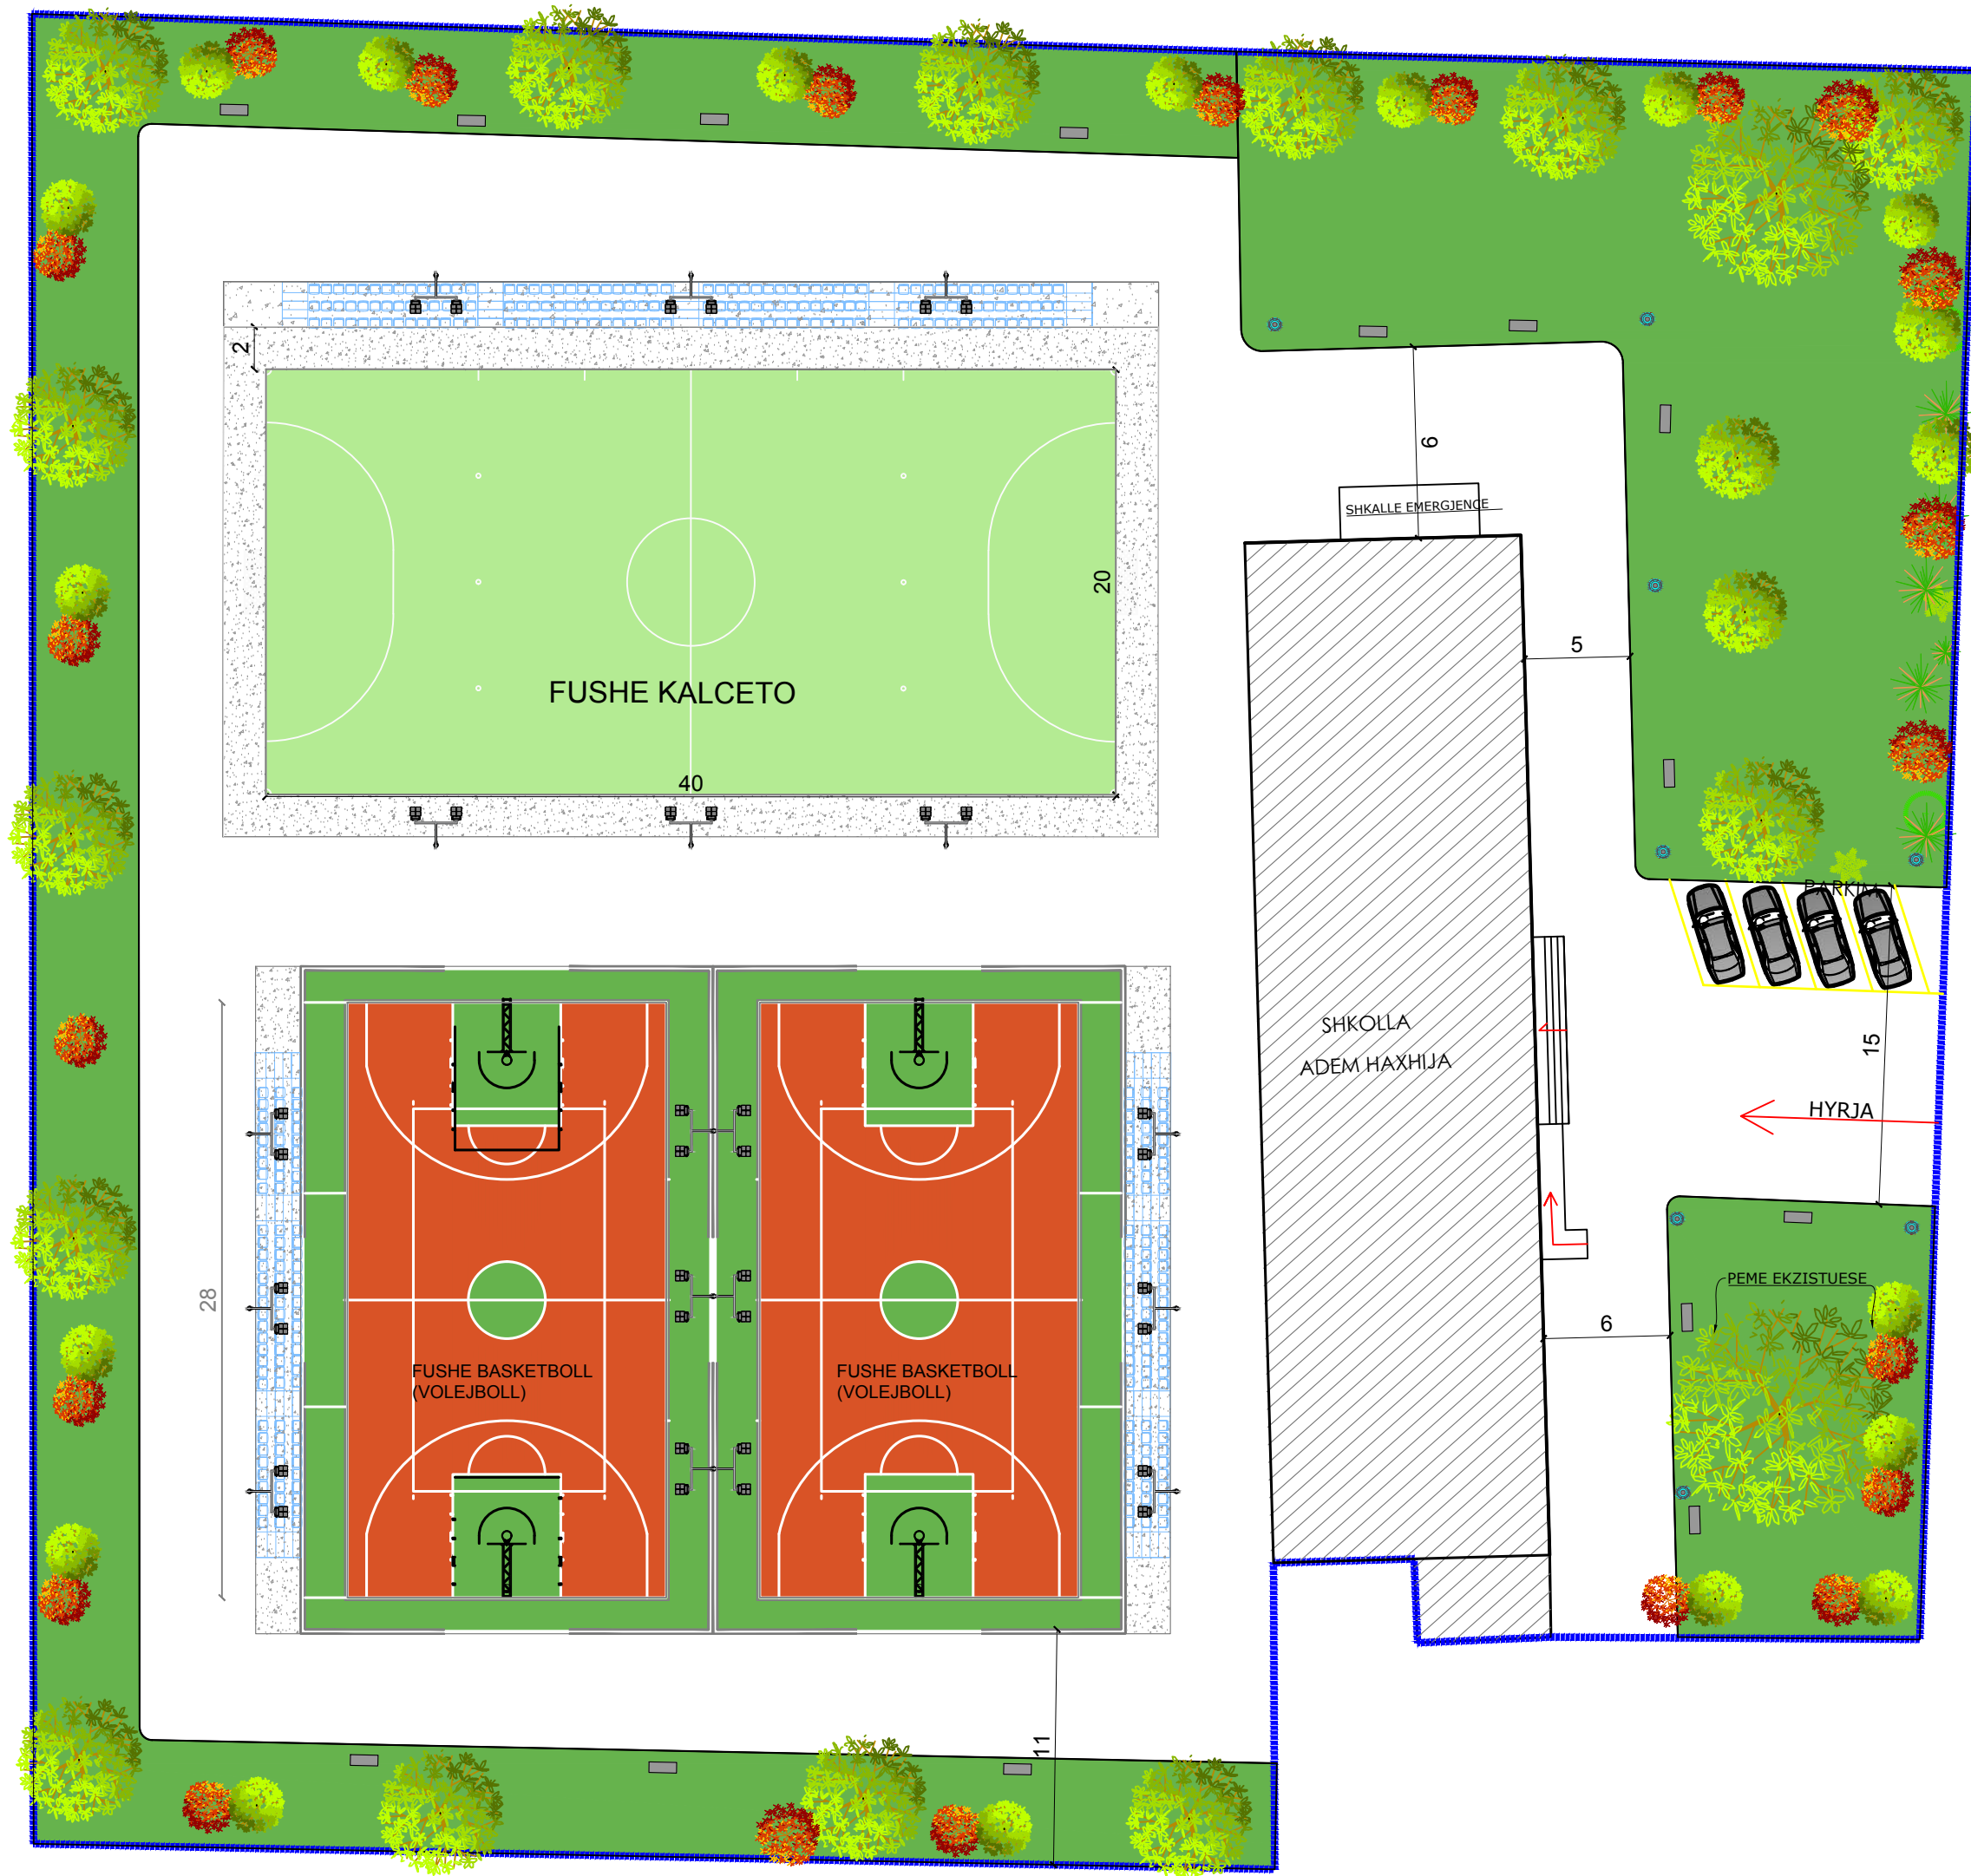 2
6
SHKALLE EMERGJENCE
20
5
FUSHE KALCETO
40
PARKIM
SHKOLLA
ADEM HAXHIJA
15
HYRJA
28
PEME EKZISTUESE
6
FUSHE BASKETBOLL
(VOLEJBOLL)
FUSHE BASKETBOLL
(VOLEJBOLL)
11